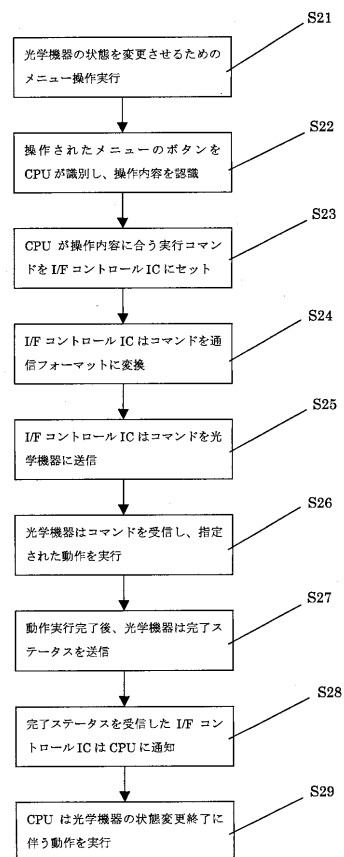 S21
光学機器の状態を変更させるための
メニュー操作実行
S22
操作されたメニューのボタンを
CPUが識別し、操作内容を認識
S23
CPU が操作内容に合う実行コマン
ドを I/F コントロール IC にセット
S24
I/F コントロール IC はコマンドを通
信フォーマットに変換
S25
I/F コントロール IC はコマンドを光
学機器に送信
S26
光学機器はコマンドを受信し、指定
された動作を実行
S27
動作実行完了後、光学機器は完了ス
テータスを送信
S28
完了ステータスを受信した I/F コン
トロール IC は CPU に通知
S29
CPU は光学機器の状態変更終了に
伴う動作を実行